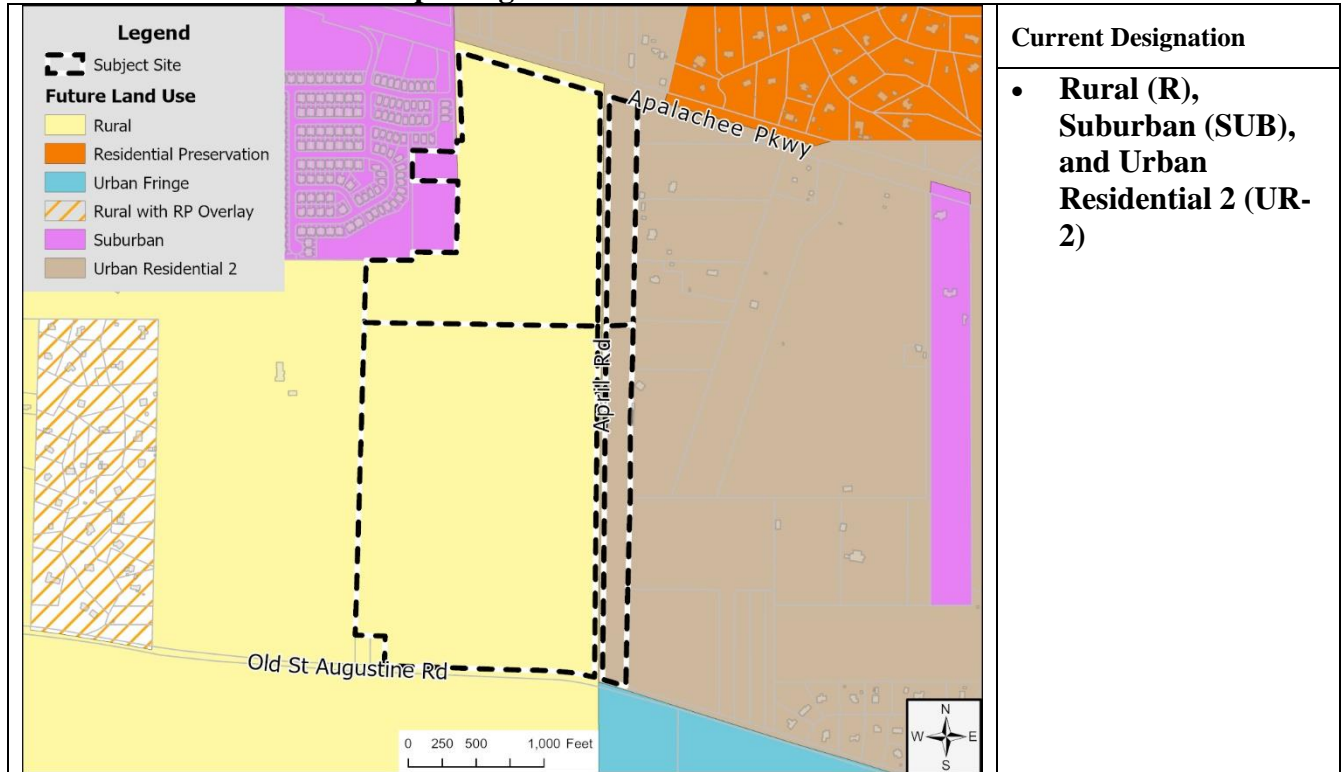 Legend
Subject Site
Future Land Use
Rural
Residential Preservation
Urban Fringe
Rural with RP Overlay
Suburban
Urban Residential 2
Apalachee Pkwy
April Rd
Old St Augustine Rd
0 250 500 1,000 Feet
N
W E
S
Current Designation
• Rural (R),
Suburban (SUB),
and Urban
Residential 2 (UR-
2)